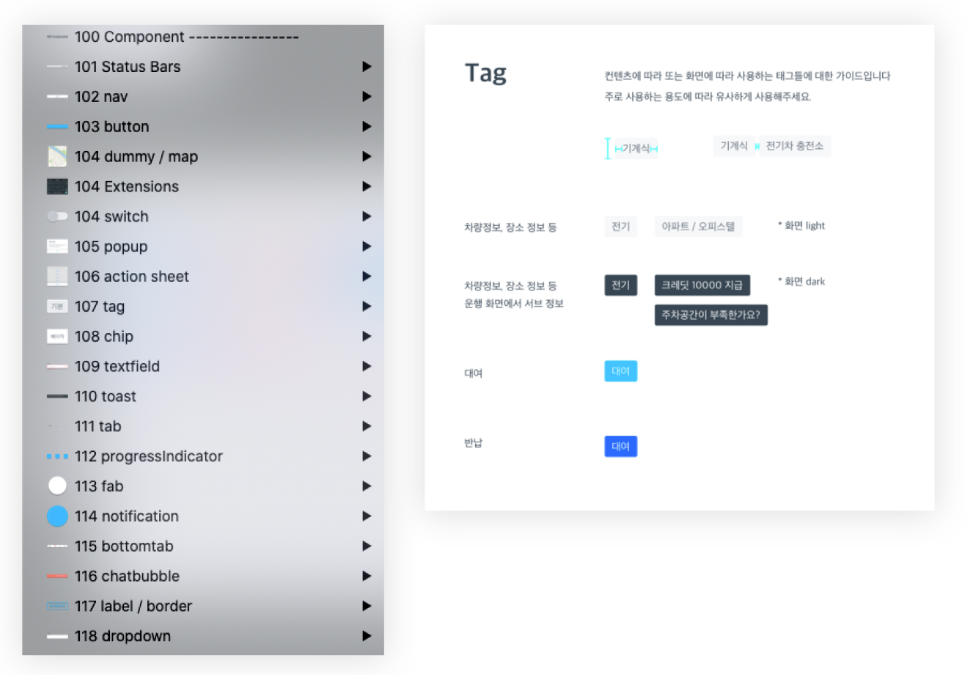 100 Component ----------------
101 Status Bars
102 nav
103 button
104 dummy / map
104 Extensions
104 switch
105 popup
106 action sheet
107 tag
108 chip
109 textfield
110 toast
111 tab
112 progressIndicator
113 fab
114 notification
115 bottomtab
116 chatbubble
117 label / border
118 dropdown
Tag
컨텐츠에 따라 또는 화면에 따라 사용하는 태그들에 대한 가이드입니다
주로 사용하는 용도에 따라 유사하게 사용해주세요.
기계식
기계식 전기차 충전소
차량정보, 장소 정보 등 전기 아파트 / 오피스텔 * 화면 light
차량정보, 장소 정보 등 전기 크레딧 10000 지급 * 화면 dark
운행 화면에서 서브 정보 주차공간이 부족한가요?
대여 대여
반납 대여